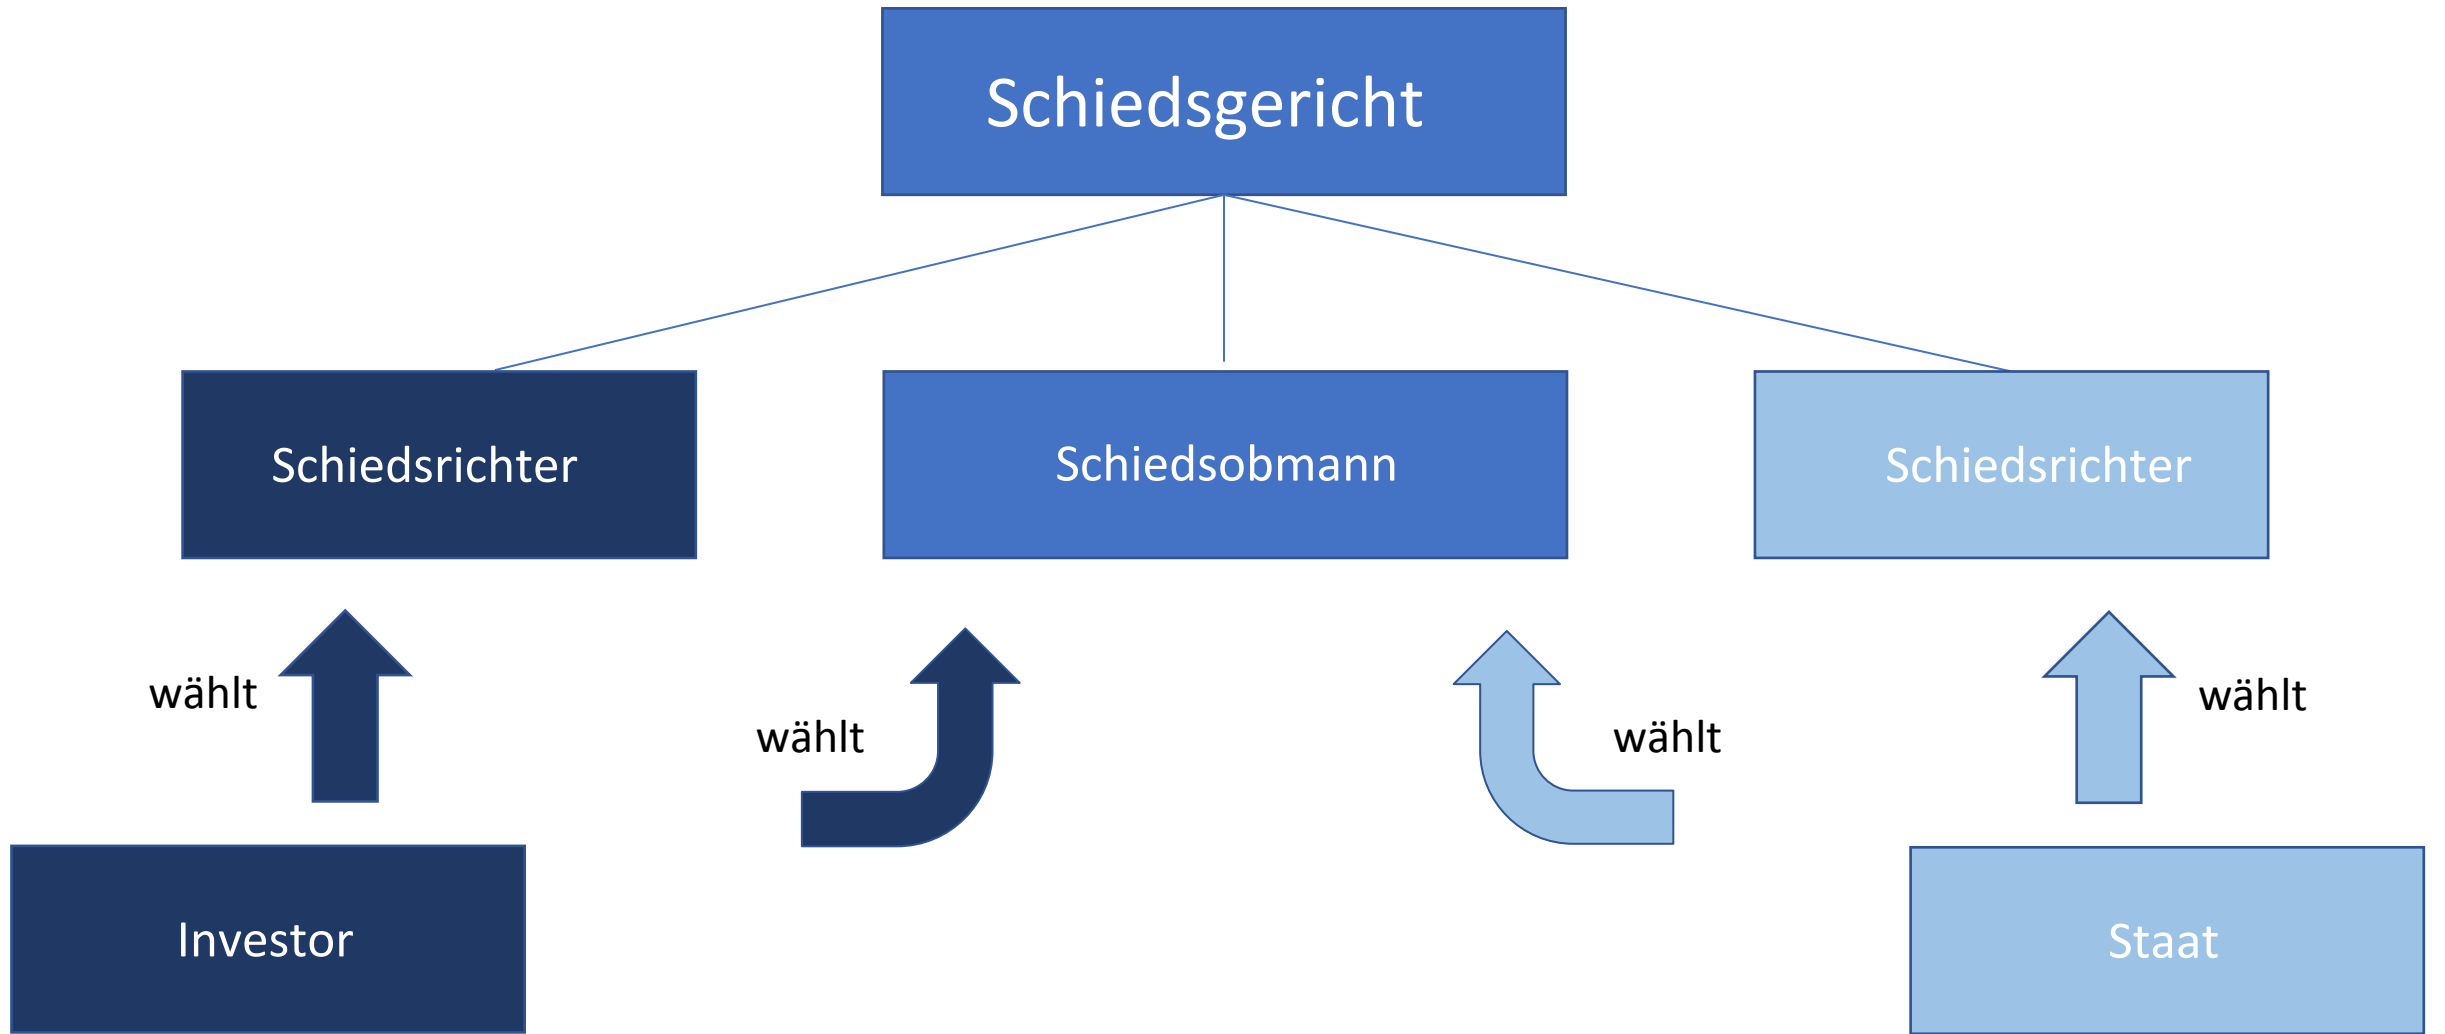 Schiedsgericht
Schiedsrichter
Schiedsobmann
Schiedsrichter
wählt
wählt
wählt
wählt
Investor
Staat